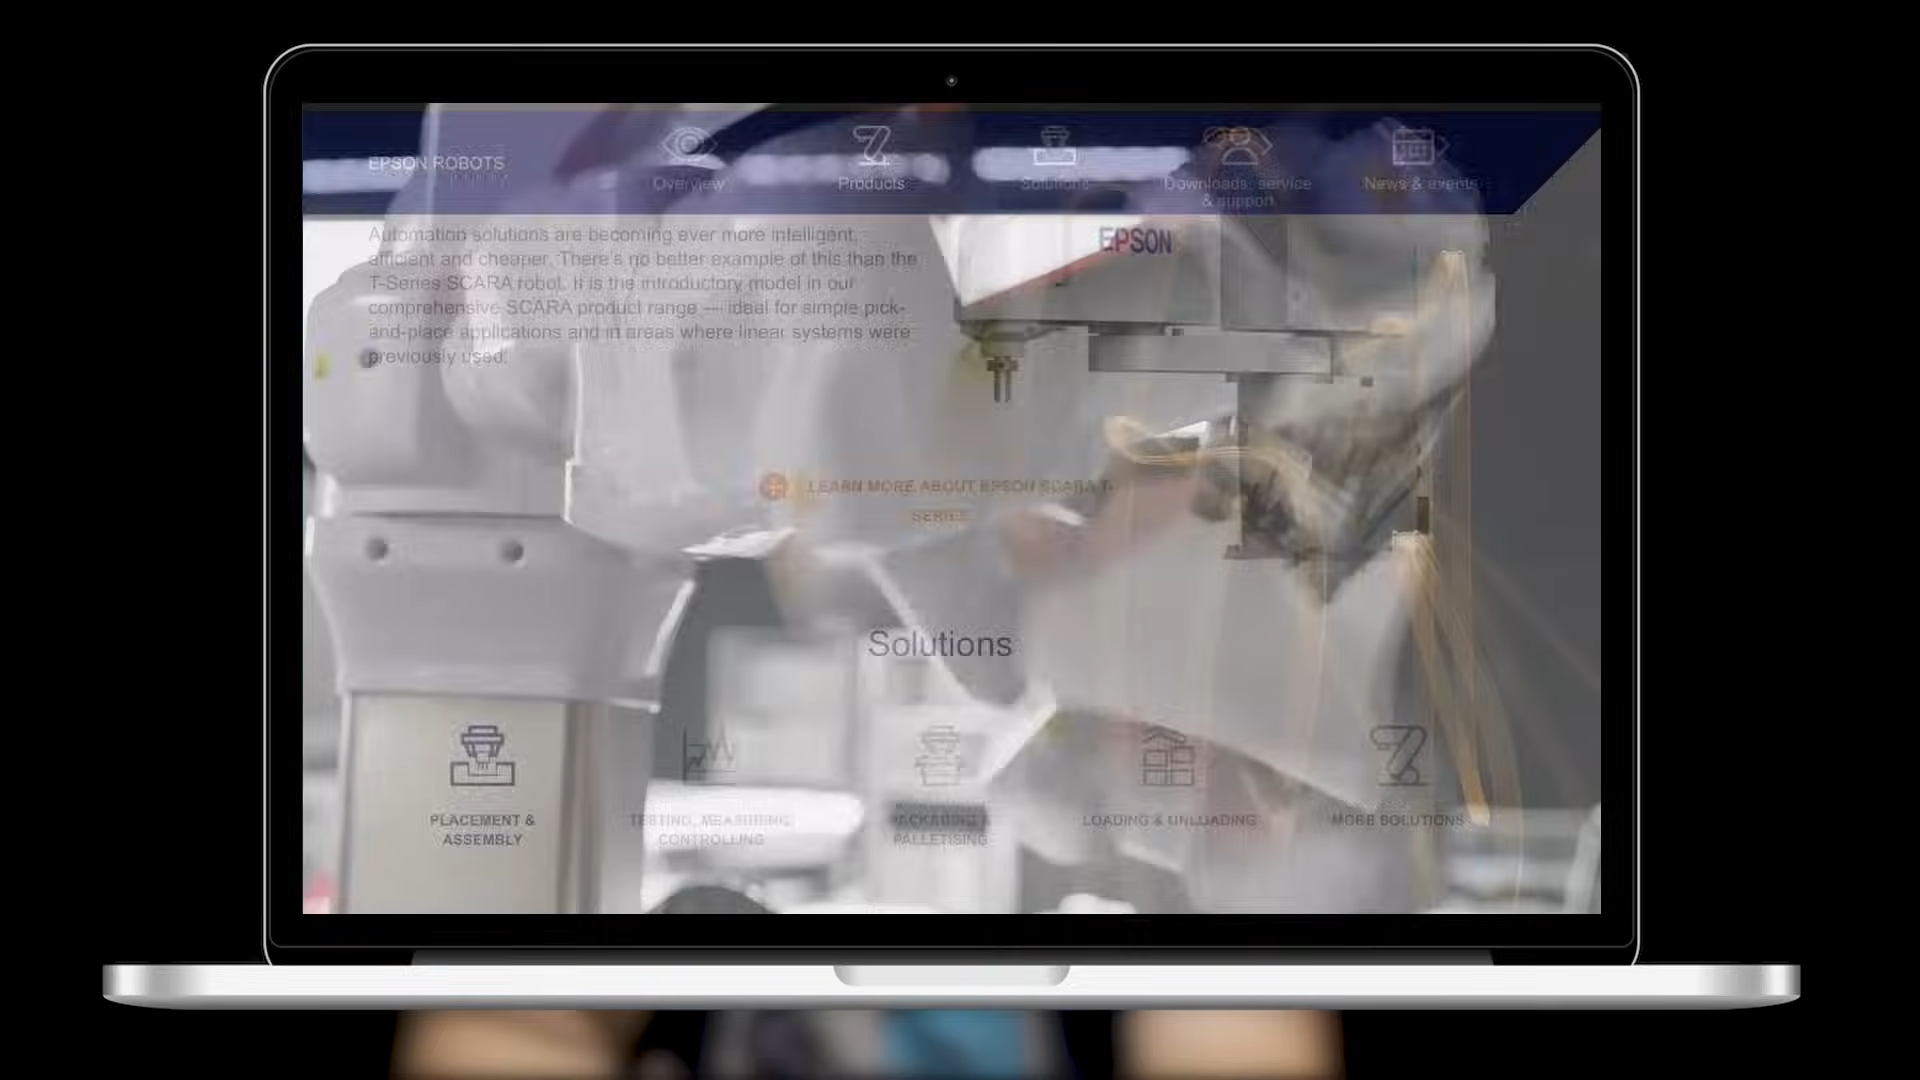 EPSON ROBOTS
Overview
Products
Solutions
Downloads, service
& support
News & events
Automation solutions are becoming ever more intelligent,
efficient and cheaper. There's no better example of this than the
T-Series SCARA robot. It is the introductory model in our
comprehensive SCARA product range — ideal for simple pick-
and-place applications and in areas where linear systems were
previously used.
EPSON
LEARN MORE ABOUT EPSON SCARA T-
SERIES
Solutions
PLACEMENT &
ASSEMBLY
TESTING, MEASURING,
CONTROLLING
PACKAGING &
PALLETISING
LOADING & UNLOADING
MORE SOLUTIONS